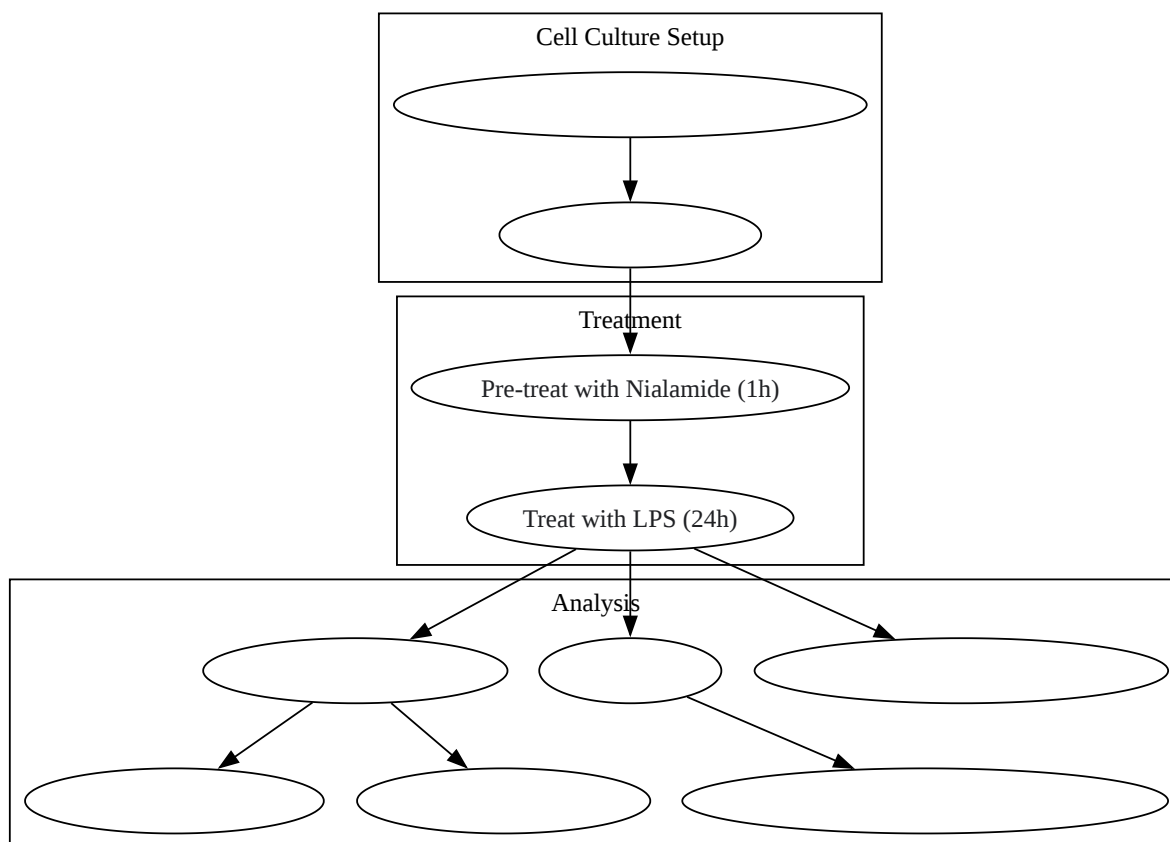 Cell Culture Setup
Treatment
Pre-treat with Nialamide (1h)
Treat with LPS (24h)
Analysis